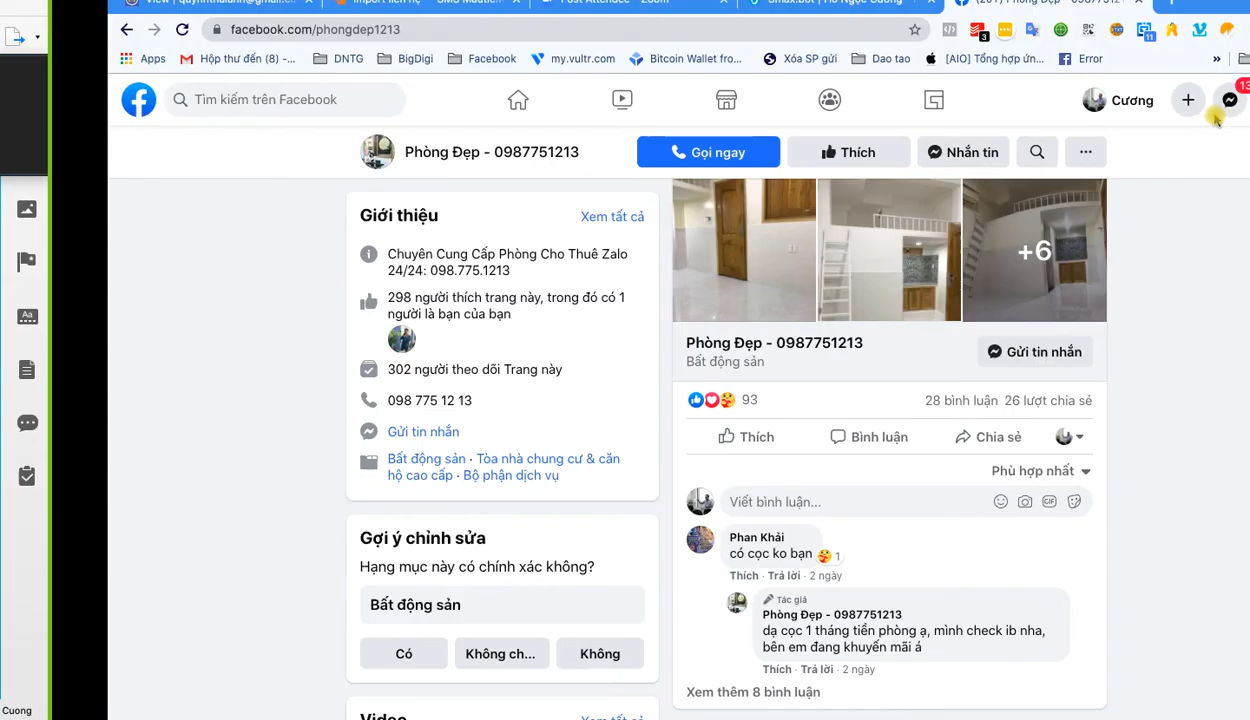 facebook.com/phongdep1213
3
11
Apps
Hộp thư đến (8) -...
DNTG
BigDigi
Facebook
my.vultr.com
Bitcoin Wallet fro...
Xóa SP gửi
Dao tao
[AIO] Tổng hợp ứn...
Error
»
Tìm kiếm trên Facebook
Cương
13
Phòng Đẹp - 0987751213
Gọi ngay
Thích
Nhắn tin
Giới thiệu
Xem tất cả
Chuyên Cung Cấp Phòng Cho Thuê Zalo
24/24: 098.775.1213
298 người thích trang này, trong đó có 1
người là bạn của bạn
302 người theo dõi Trang này
098 775 12 13
Gửi tin nhắn
Bất động sản · Tòa nhà chung cư & căn
hộ cao cấp · Bộ phận dịch vụ
Gợi ý chỉnh sửa
Hạng mục này có chính xác không?
Bất động sản
Có
Không ch...
Không
Xem tất cả
+6
Phòng Đẹp - 0987751213
Bất động sản
Gửi tin nhắn
93
28 bình luận 26 lượt chia sẻ
Thích
Bình luận
Chia sẻ
Phù hợp nhất
Viết bình luận...
GIF
Phan Khải
có cọc ko bạn
1
Thích · Trả lời · 2 ngày
Tác giả
Phòng Đẹp - 0987751213
dạ cọc 1 tháng tiền phòng ạ, mình check ib nha,
bên em đang khuyến mãi á
Thích · Trả lời · 2 ngày
Xem thêm 8 bình luận
Video
Aa
Cuong